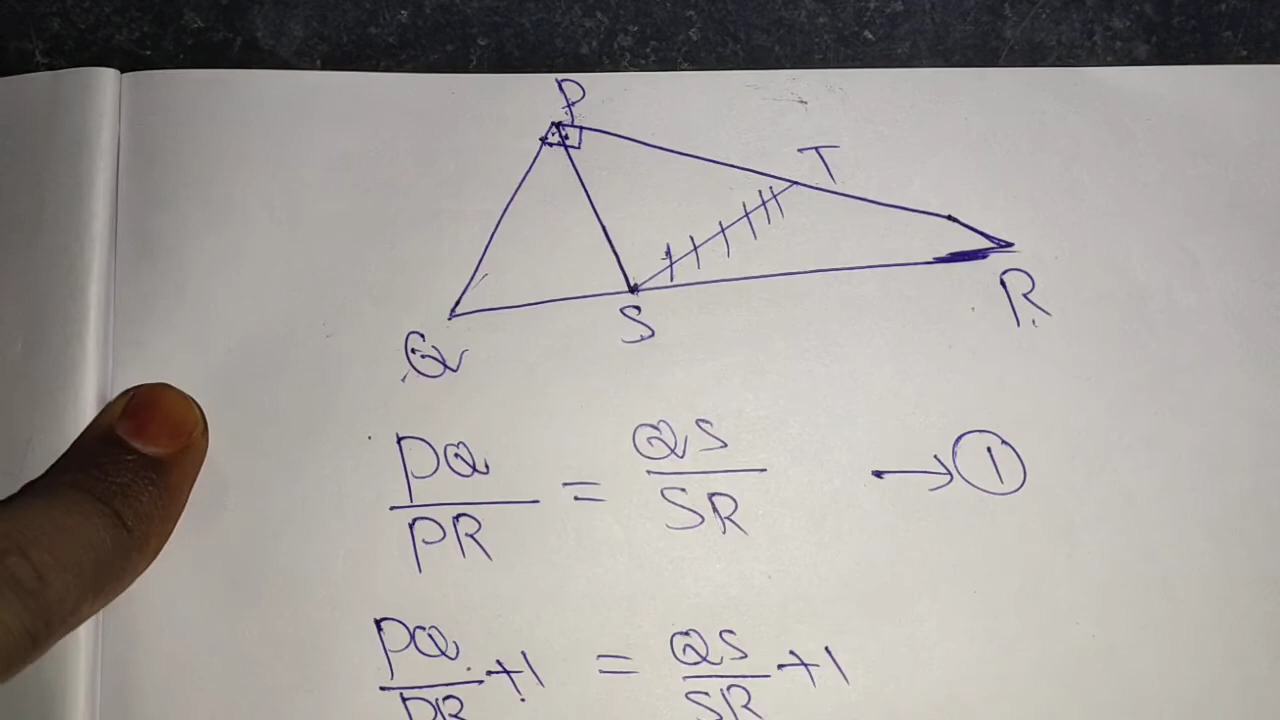 P
T
R
S
Q
PQ/PR = QS/SR → 1
PQ/PR + 1 = QS/SR + 1